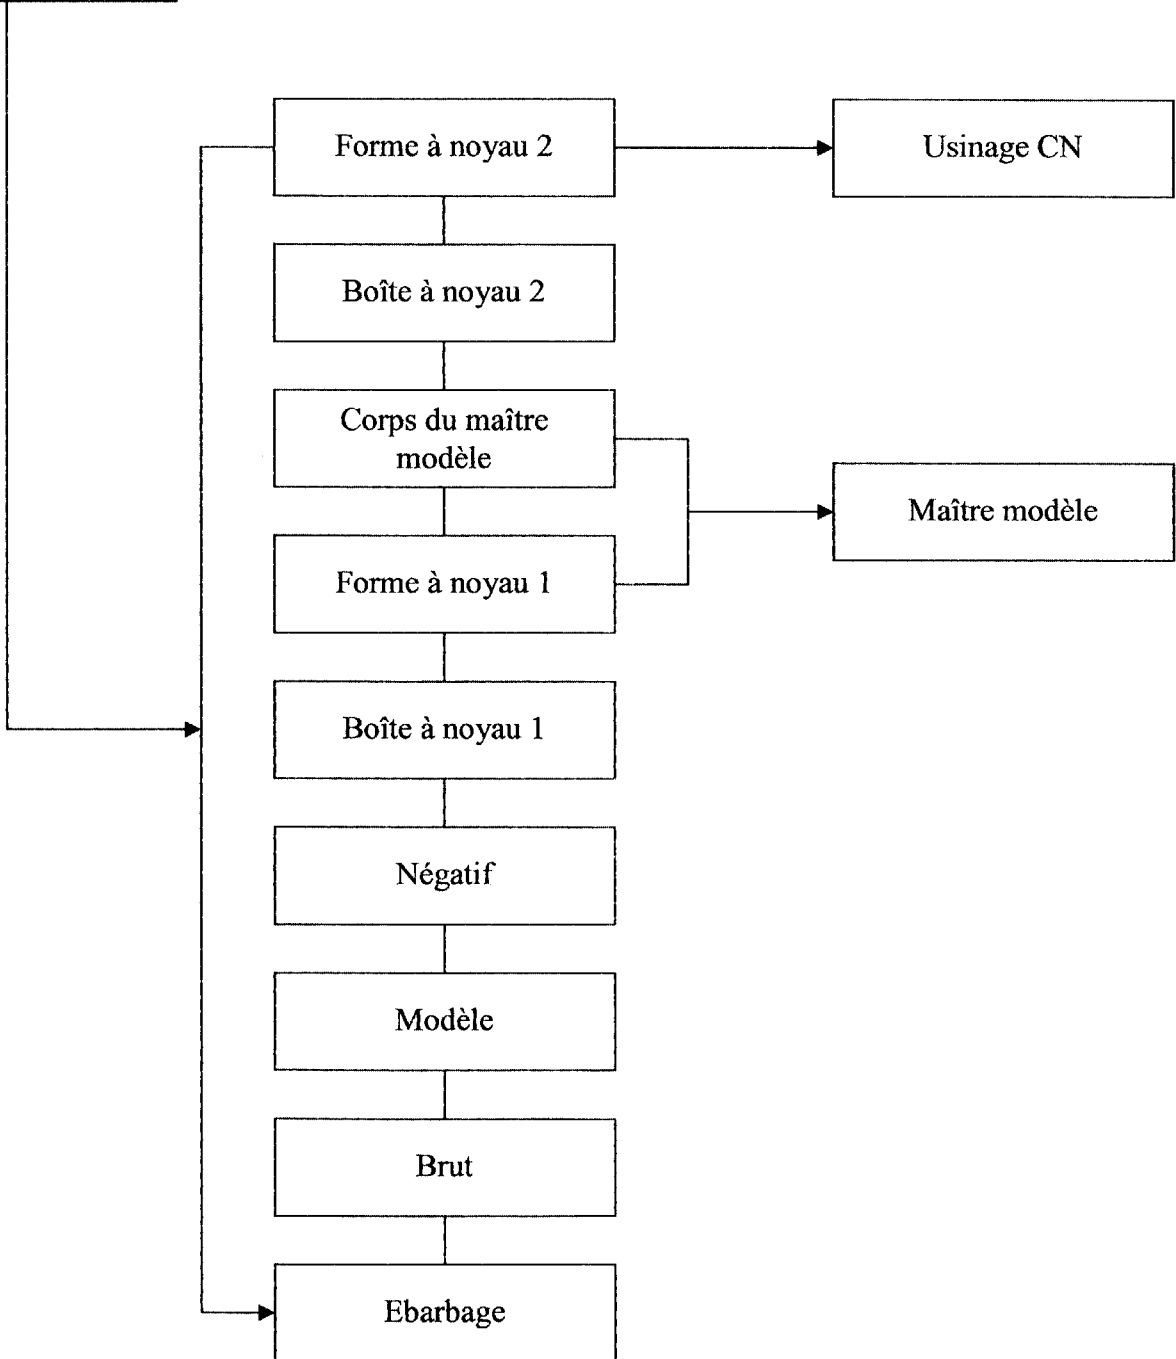 Forme à noyau 2
Usinage CN
Boîte à noyau 2
Corps du maître
modèle
Maître modèle
Forme à noyau 1
Boîte à noyau 1
Négatif
Modèle
Brut
Ebarbage